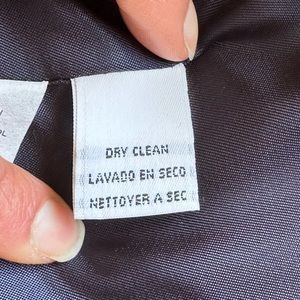 DRY CLEAN
LAVADO EN SECO
NETTOYER A SEC